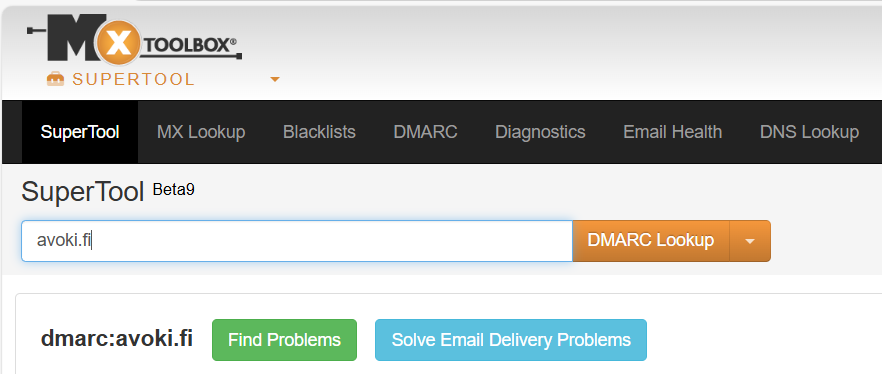 MX TOOLBOX®
SUPERTOOL
SuperTool MX Lookup Blacklists DMARC Diagnostics Email Health DNS Lookup
SuperTool Beta9
avoki.fi DMARC Lookup
dmarc:avoki.fi Find Problems Solve Email Delivery Problems